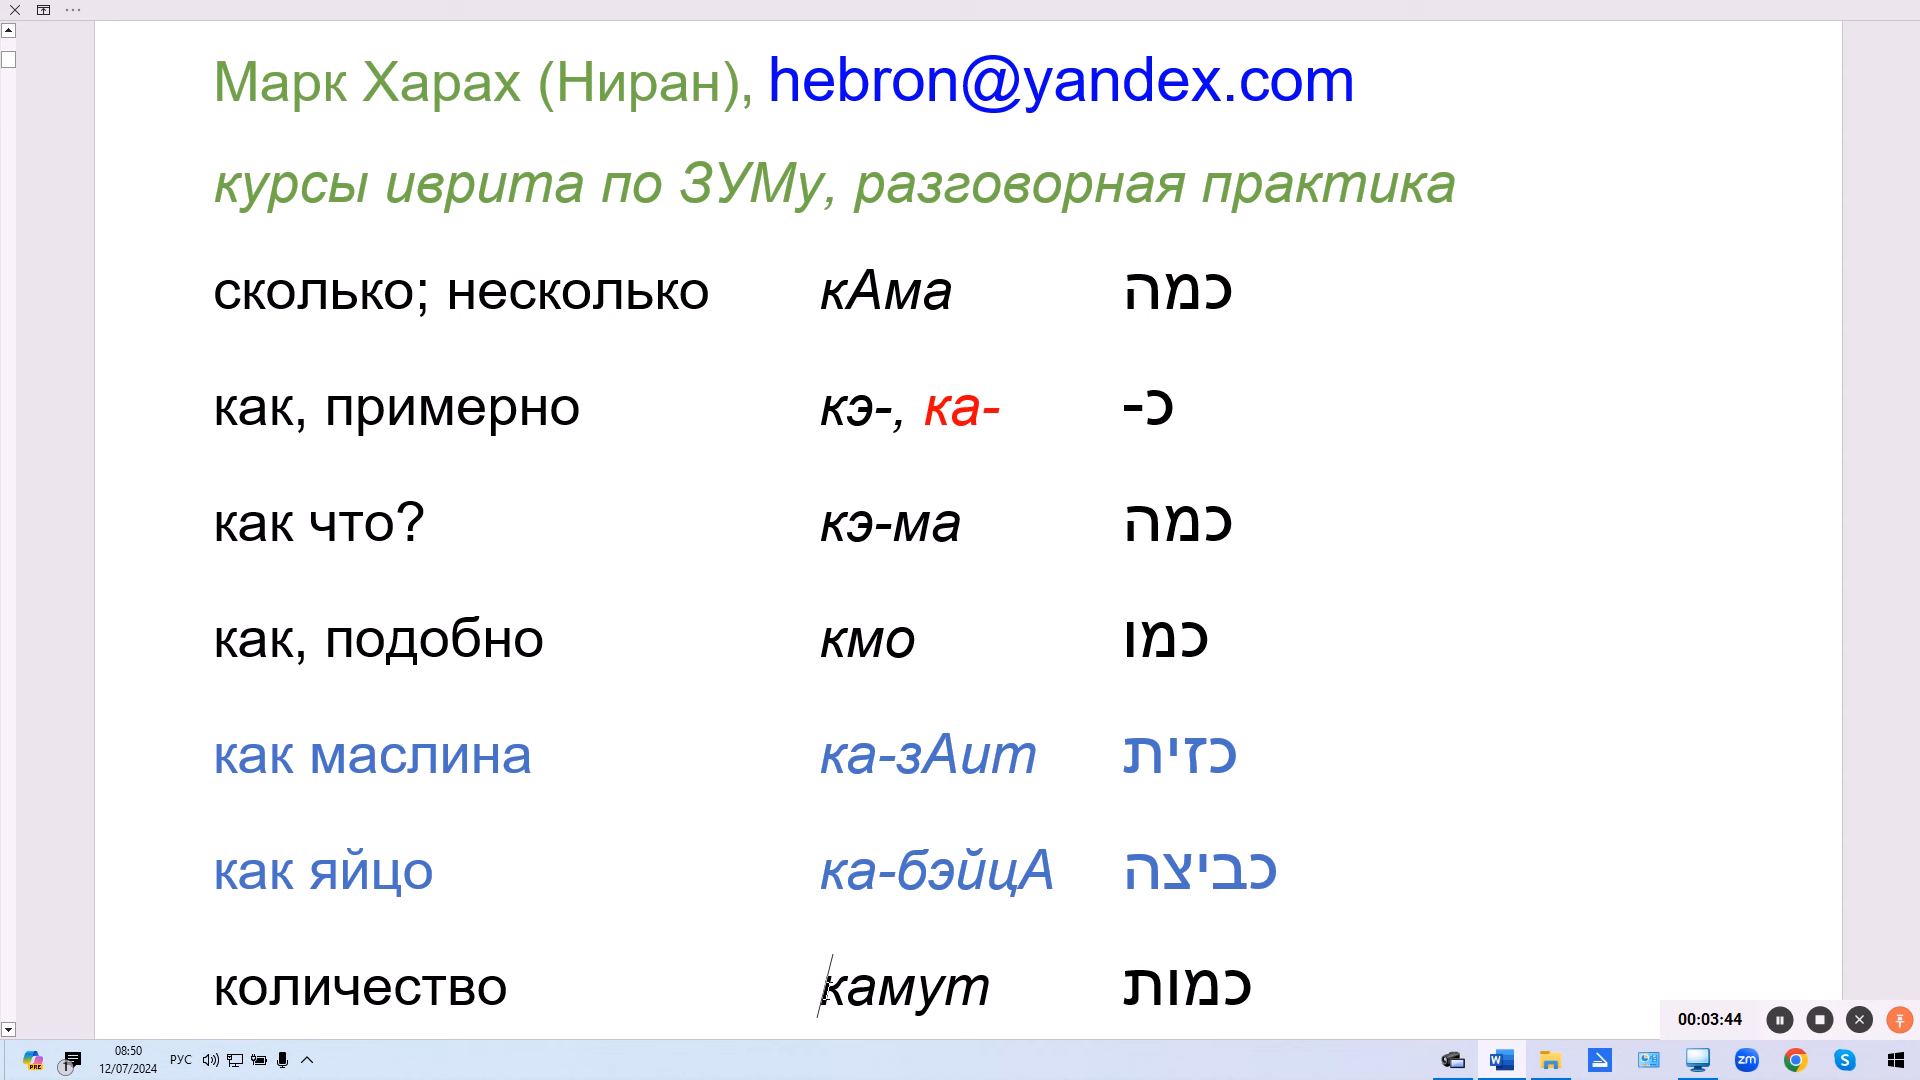 Марк Харах (Ниран), hebron@yandex.com
курсы иврита по ЗУМу, разговорная практика
сколько; несколько кАма כמה
как, примерно кэ-, ка- כ-
как что? кэ-ма כמה
как, подобно кмо כמו
как маслина ка-зАит כזית
как яйцо ка-бэйцА כביצה
количество камут כמות
00:03:44
08:50
12/07/2024
РУС
zm